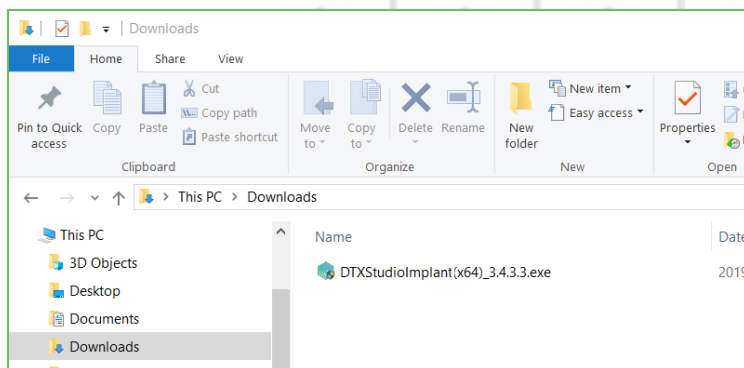 Downloads
File Home Share View
Pin to Quick access
Copy
Paste
Cut
Copy path
Paste shortcut
Move to
Copy to
Delete
Rename
New folder
New item
Easy access
Properties
Clipboard Organize New Open
This PC > Downloads
This PC
Name Date
3D Objects
DTXStudioImplant(x64)_3.4.3.3.exe 2019
Desktop
Documents
Downloads